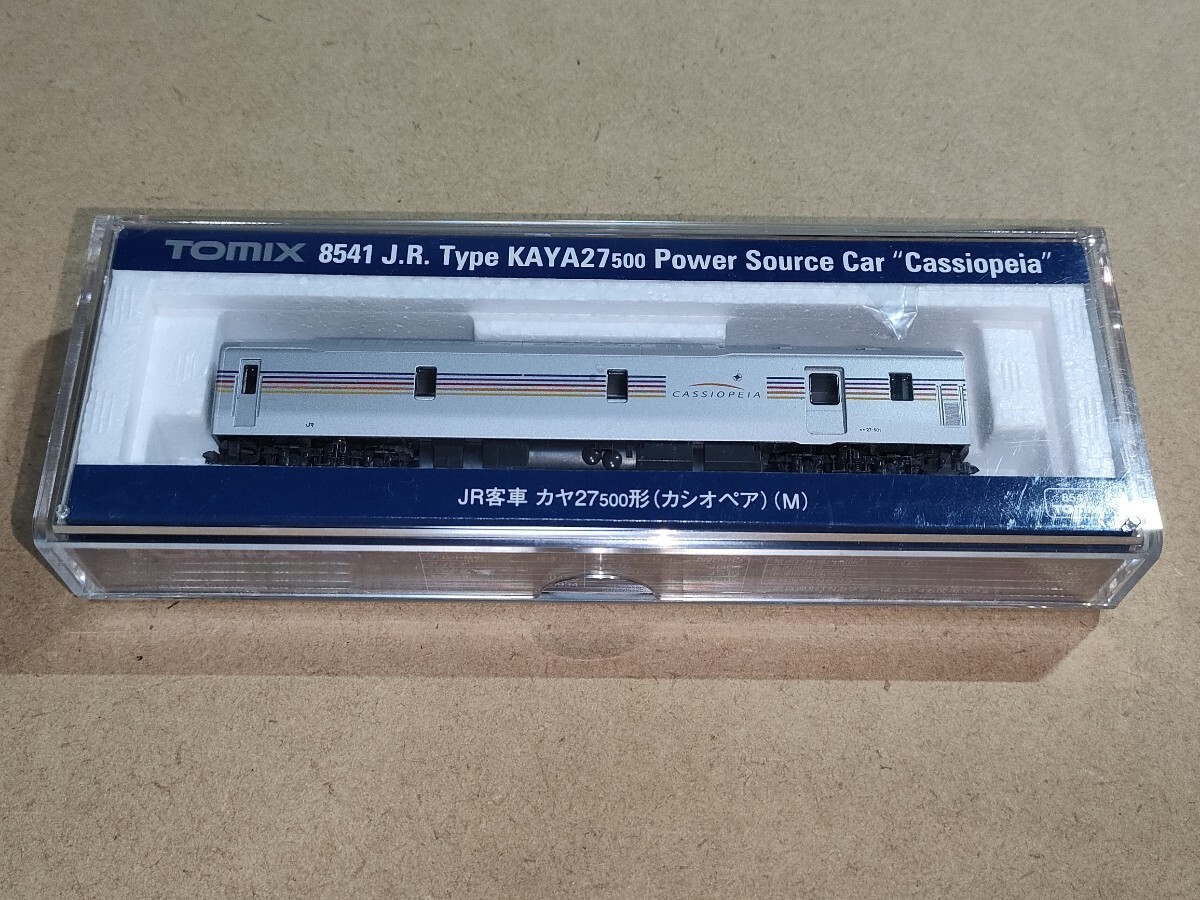 TOMIX 8541 J.R. Type KAYA27500 Power Source Car "Cassiopeia"
CASSIOPEIA
JR
JR客車 カヤ27500形(カシオペア)(M)